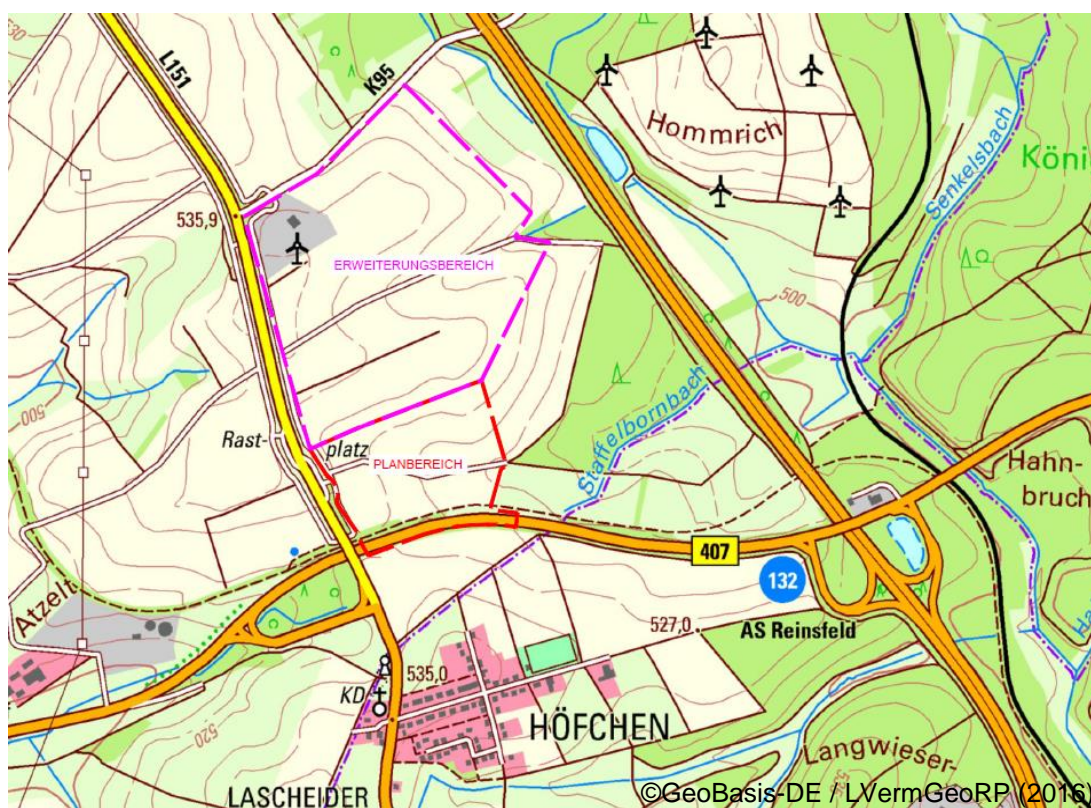 L151
K95
Hommrich
Senkelsbach
Köni
535,9
ERWEITERUNGSBEREICH
500
500
Staffelbornbach
Rast-
platz
PLANBEREICH
Hahn-
bruch
407
132
AS Reinsfeld
Atzelt
527,0
535,0
KD
HÖFCHEN
520
Langwieser-
LASCHEIDER
©GeoBasis-DE / LVermGeoRP (2016